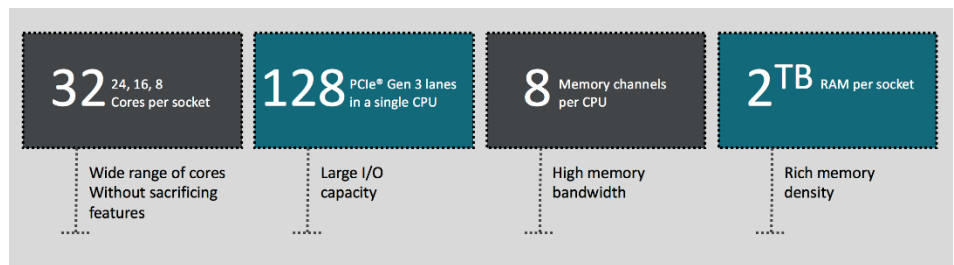 32
24, 16, 8
Cores per socket
128
PCIe® Gen 3 lanes
in a single CPU
8
Memory channels
per CPU
2TB
RAM per socket
Wide range of cores
Without sacrificing
features
Large I/O
capacity
High memory
bandwidth
Rich memory
density